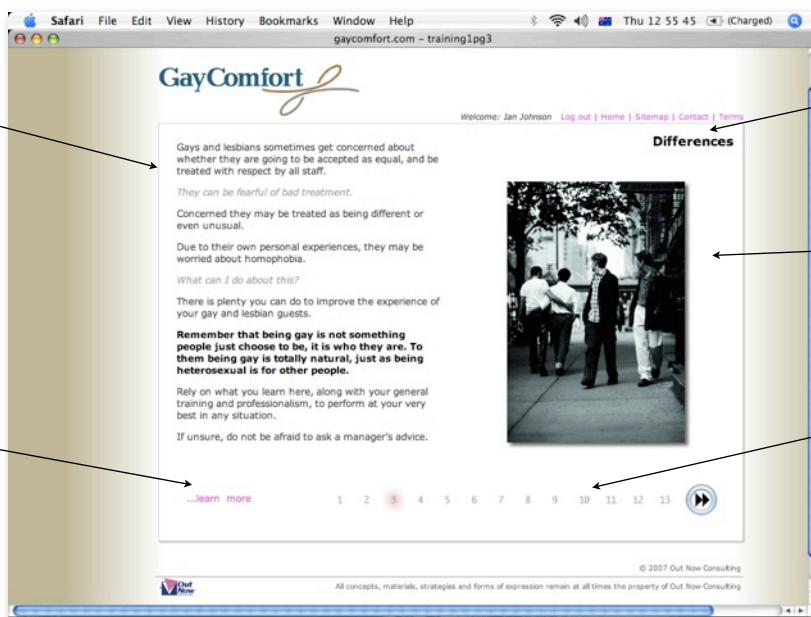 Safari File Edit View History Bookmarks Window Help Thu 12 55 45 (Charged)
gaycomfort.com – training1pg3
GayComfort
Welcome: Ian Johnson Log out | Home | Sitemap | Contact | Terms
Differences
Gays and lesbians sometimes get concerned about
whether they are going to be accepted as equal, and be
treated with respect by all staff.
They can be fearful of bad treatment.
Concerned they may be treated as being different or
even unusual.
Due to their own personal experiences, they may be
worried about homophobia.
What can I do about this?
There is plenty you can do to improve the experience of
your gay and lesbian guests.
Remember that being gay is not something
people just choose to be, it is who they are. To
them being gay is totally natural, just as being
heterosexual is for other people.
Rely on what you learn here, along with your general
training and professionalism, to perform at your very
best in any situation.
If unsure, do not be afraid to ask a manager's advice.
...learn more 1 2 3 4 5 6 7 8 9 10 11 12 13
© 2007 Out Now Consulting
Out
Now
All concepts, materials, strategies and forms of expression remain at all times the property of Out Now Consulting